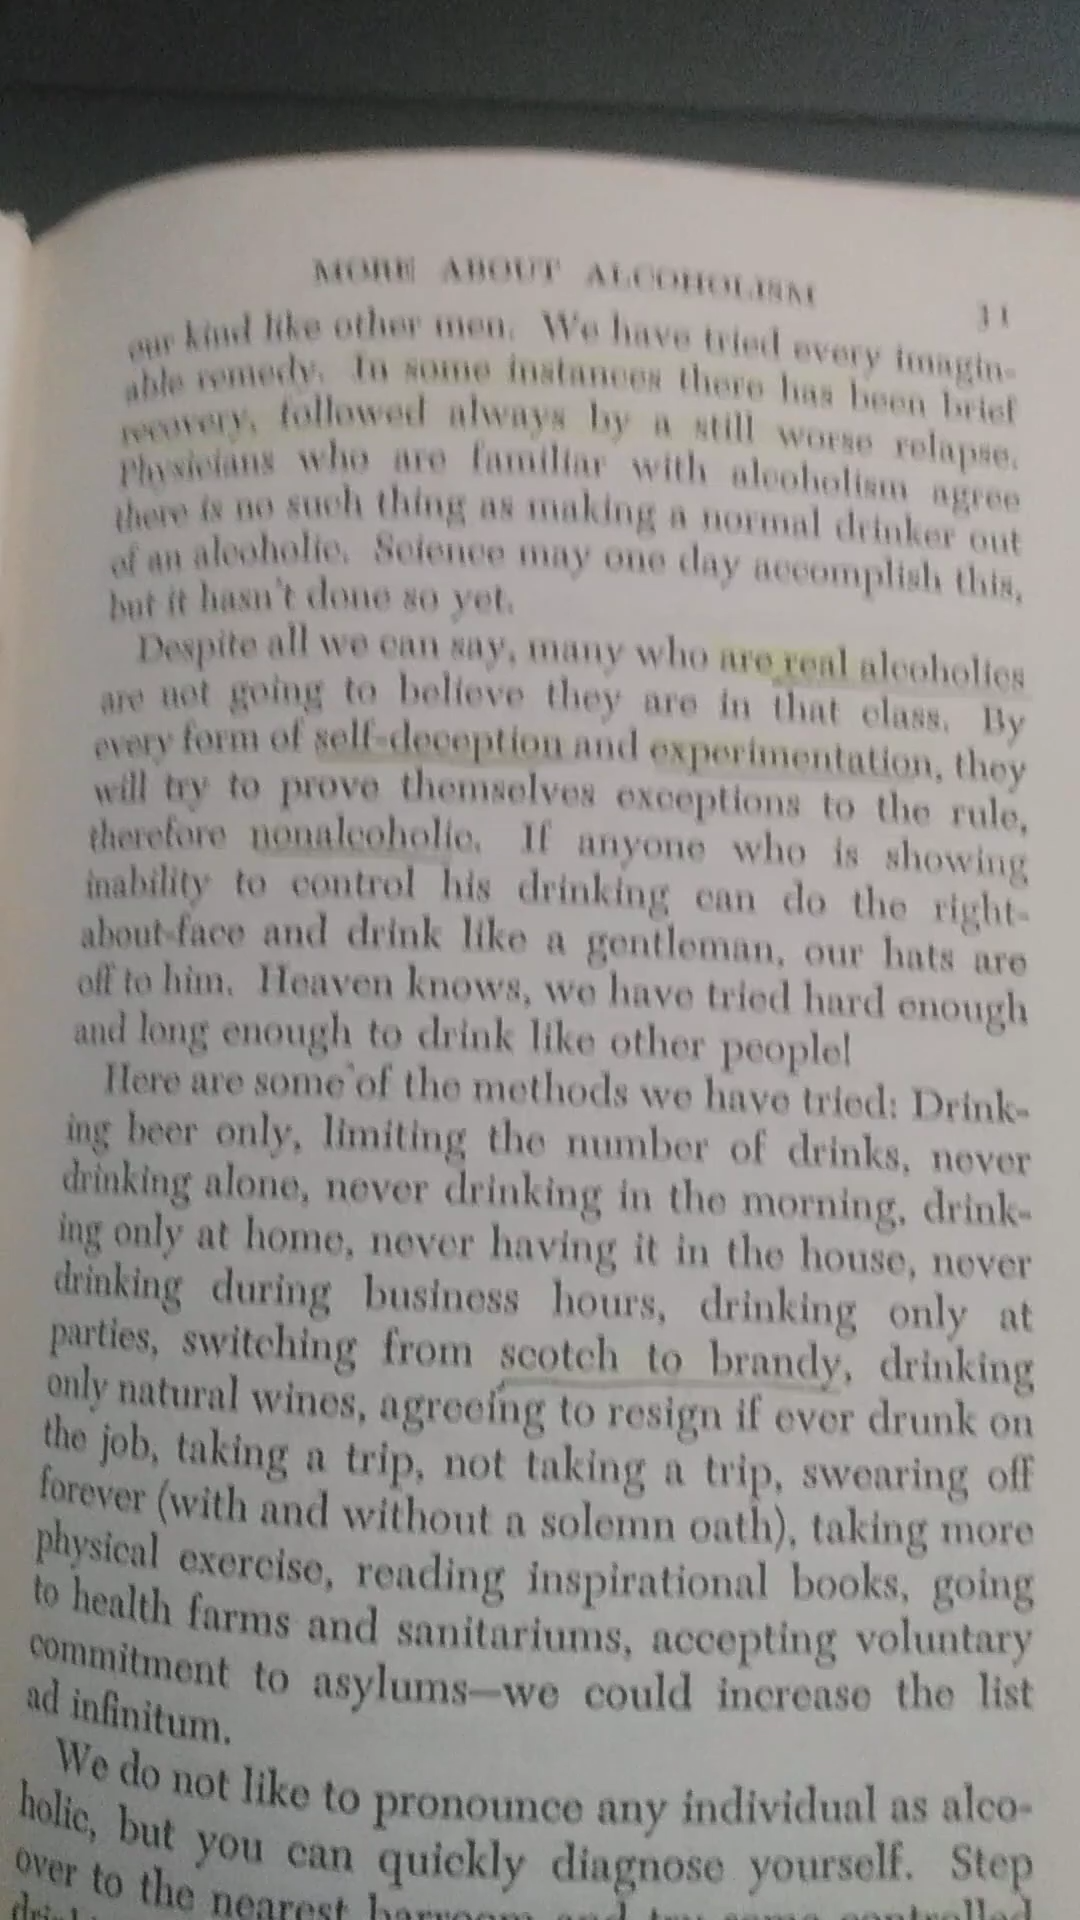 MORE ABOUT ALCOHOLISM 31
our kind like other men. We have tried every imagin-
able remedy. In some instances there has been brief
recovery, followed always by a still worse relapse.
Physicians who are familiar with alcoholism agree
there is no such thing as making a normal drinker out
of an alcoholic. Science may one day accomplish this,
but it hasn't done so yet.
Despite all we can say, many who are real alcoholics
are not going to believe they are in that class. By
every form of self-deception and experimentation, they
will try to prove themselves exceptions to the rule,
therefore nonalcoholic. If anyone who is showing
inability to control his drinking can do the right-
about-face and drink like a gentleman, our hats are
off to him. Heaven knows, we have tried hard enough
and long enough to drink like other people!
Here are some of the methods we have tried: Drink-
ing beer only, limiting the number of drinks, never
drinking alone, never drinking in the morning, drink-
ing only at home, never having it in the house, never
drinking during business hours, drinking only at
parties, switching from scotch to brandy, drinking
only natural wines, agreeing to resign if ever drunk on
the job, taking a trip, not taking a trip, swearing off
forever (with and without a solemn oath), taking more
physical exercise, reading inspirational books, going
to health farms and sanitariums, accepting voluntary
commitment to asylums—we could increase the list
ad infinitum.
We do not like to pronounce any individual as alco-
holic, but you can quickly diagnose yourself. Step
over to the nearest barroom and try some controlled